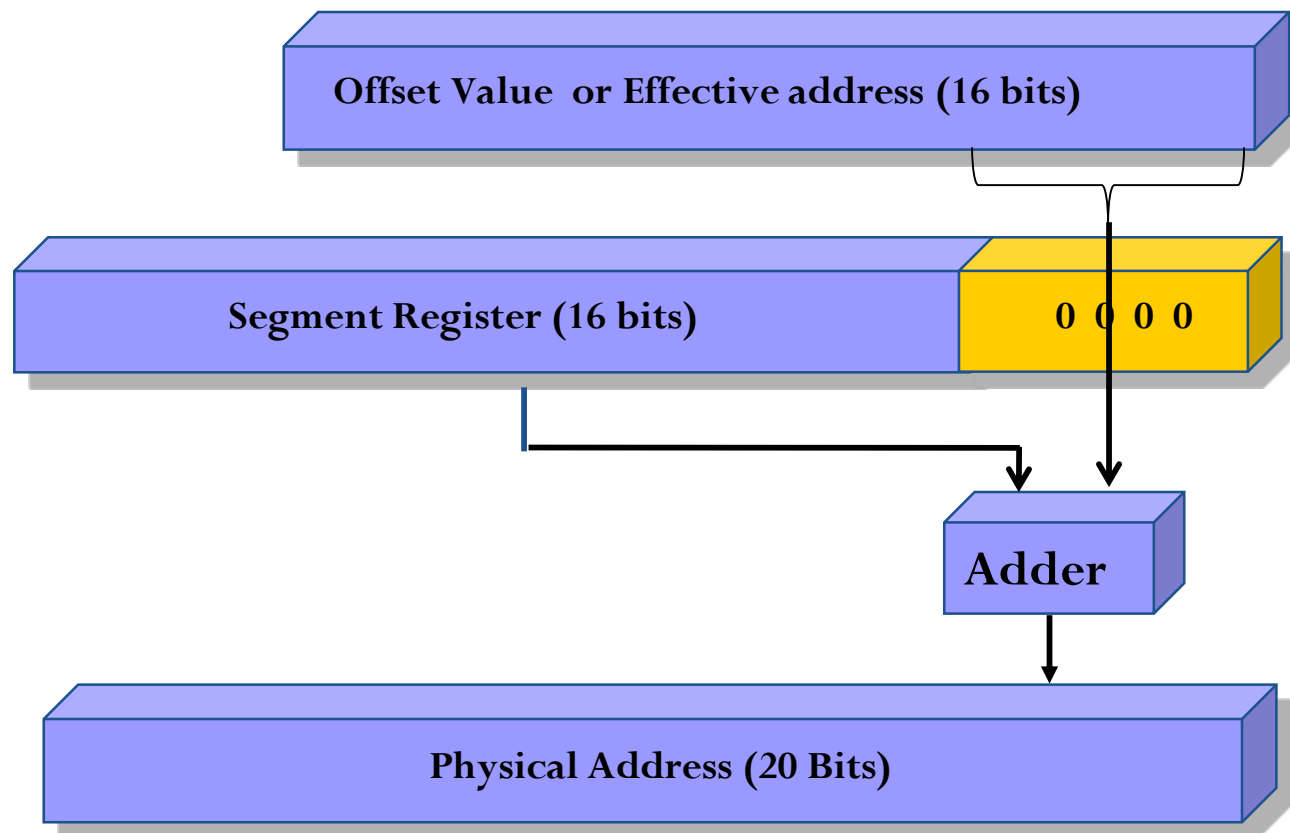 Offset Value or Effective address (16 bits)
Segment Register (16 bits)
0 0 0 0
Adder
Physical Address (20 Bits)